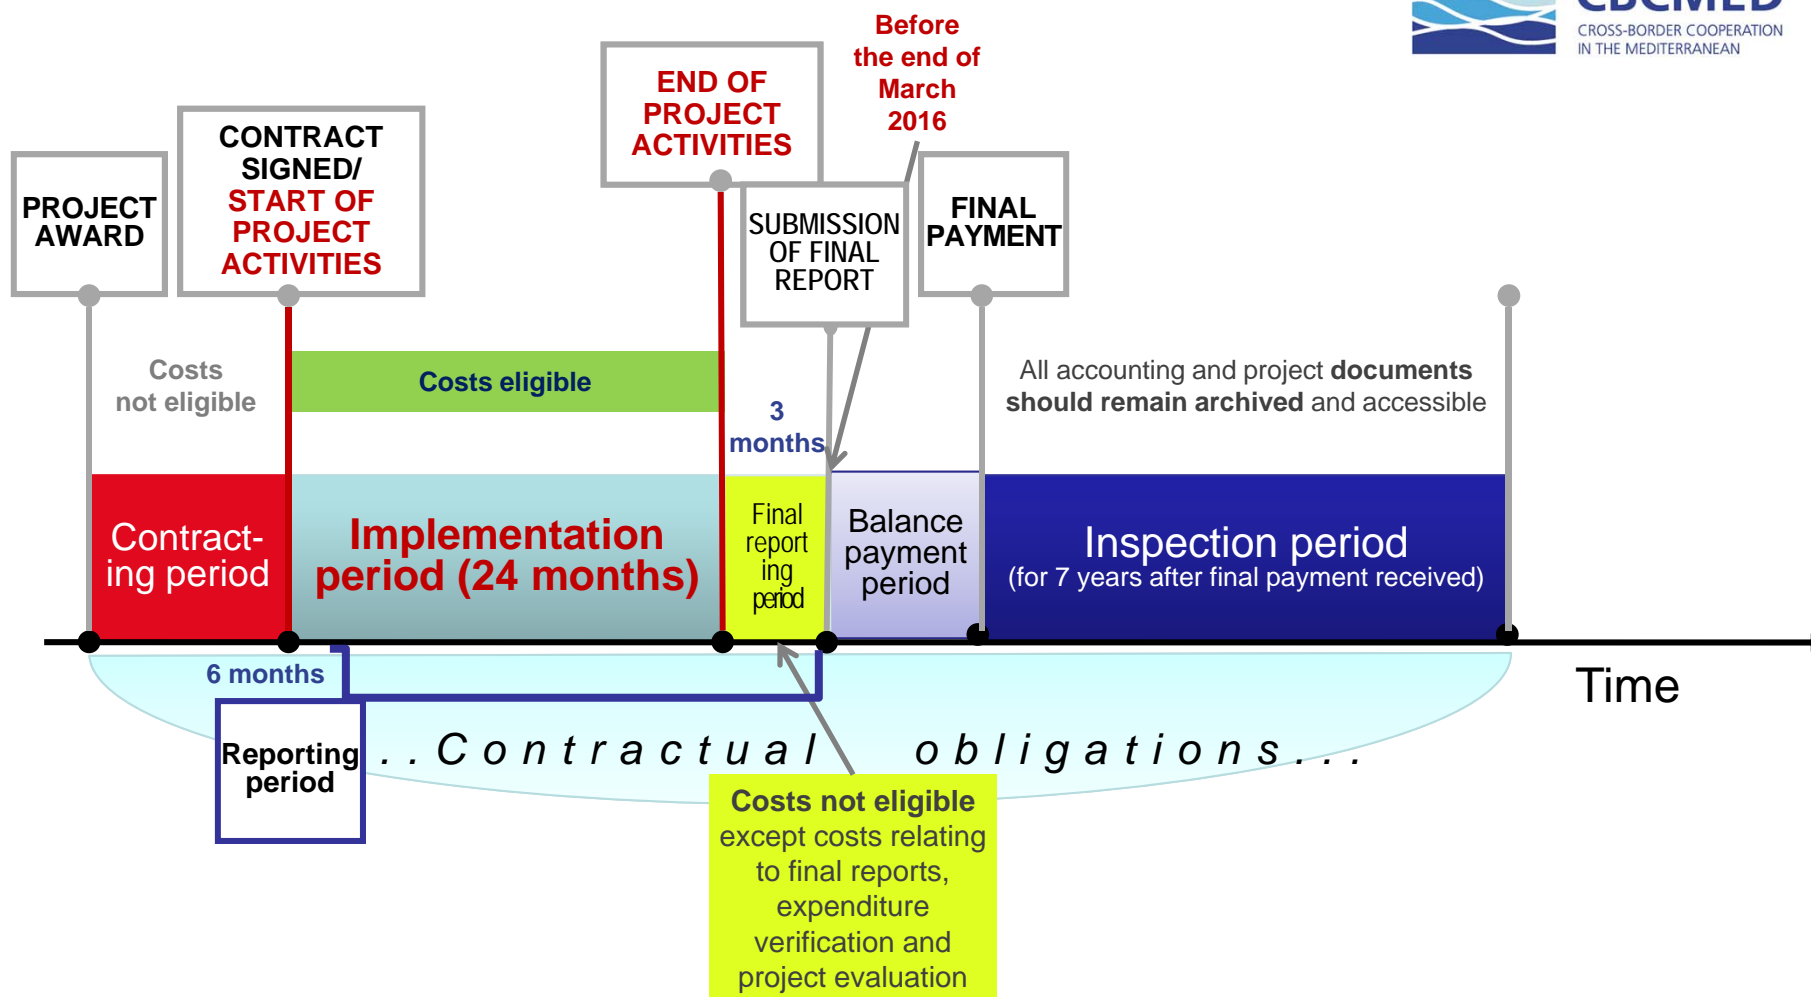 CBCMED
CROSS-BORDER COOPERATION
IN THE MEDITERRANEAN
Before
the end of
March
2016
END OF
PROJECT
ACTIVITIES
CONTRACT
SIGNED/
START OF
PROJECT
ACTIVITIES
PROJECT
AWARD
SUBMISSION
OF FINAL
REPORT
FINAL
PAYMENT
Costs
not eligible
Costs eligible
3
months
All accounting and project documents
should remain archived and accessible
Contract-
ing period
Implementation
period (24 months)
Final
report
ing
period
Balance
payment
period
Inspection period
(for 7 years after final payment received)
6 months
Time
Reporting
period
..Contractual obligations...
Costs not eligible
except costs relating
to final reports,
expenditure
verification and
project evaluation